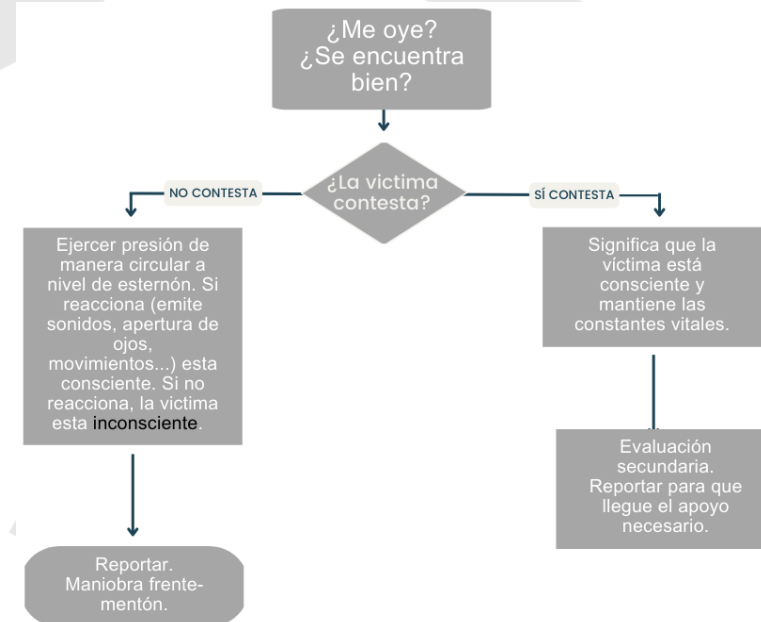 ¿Me oye?
¿Se encuentra
bien?
¿La victima
contesta?
NO CONTESTA
SÍ CONTESTA
Ejercer presión de
manera circular a
nivel de esternón. Si
reacciona (emite
sonidos, apertura de
ojos,
movimientos...) esta
consciente. Si no
reacciona, la victima
esta inconsciente.
Significa que la
víctima está
consciente y
mantiene las
constantes vitales.
Evaluación
secundaria.
Reportar para que
llegue el apoyo
necesario.
Reportar.
Maniobra frente-
mentón.